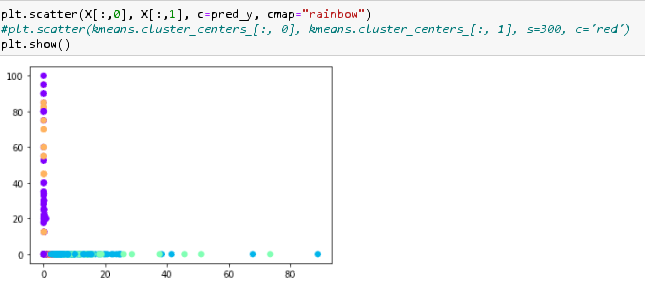 plt.scatter(X[:,0], X[:,1], c=pred_y, cmap="rainbow")
#plt.scatter(kmeans.cluster_centers_[:, 0], kmeans.cluster_centers_[:, 1], s=300, c='red')
plt.show()
100
80
60
40
20
0
0 20 40 60 80